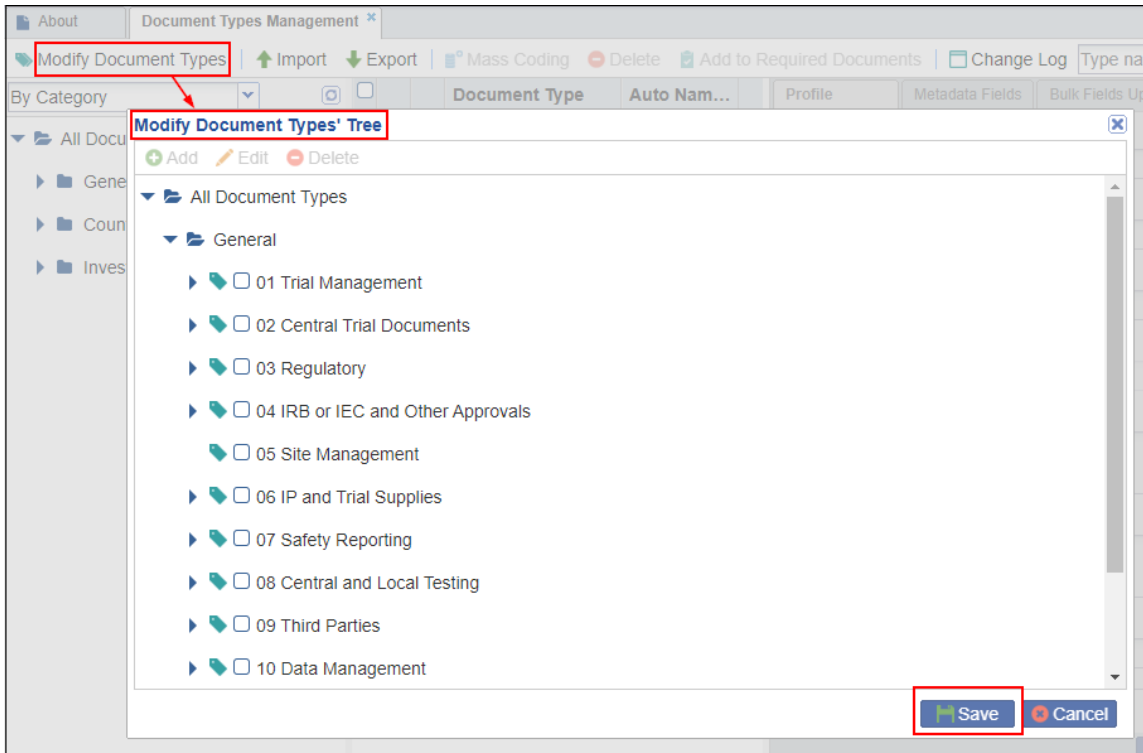 About
Document Types Management
Modify Document Types Import Export Mass Coding Delete Add to Required Documents Change Log Type na
By Category Document Type Auto Nam... Profile Metadata Fields Bulk Fields Up
Modify Document Types' Tree
All Docu
Add Edit Delete
Gene
All Document Types
Coun
General
Inves
01 Trial Management
02 Central Trial Documents
03 Regulatory
04 IRB or IEC and Other Approvals
05 Site Management
06 IP and Trial Supplies
07 Safety Reporting
08 Central and Local Testing
09 Third Parties
10 Data Management
Save Cancel